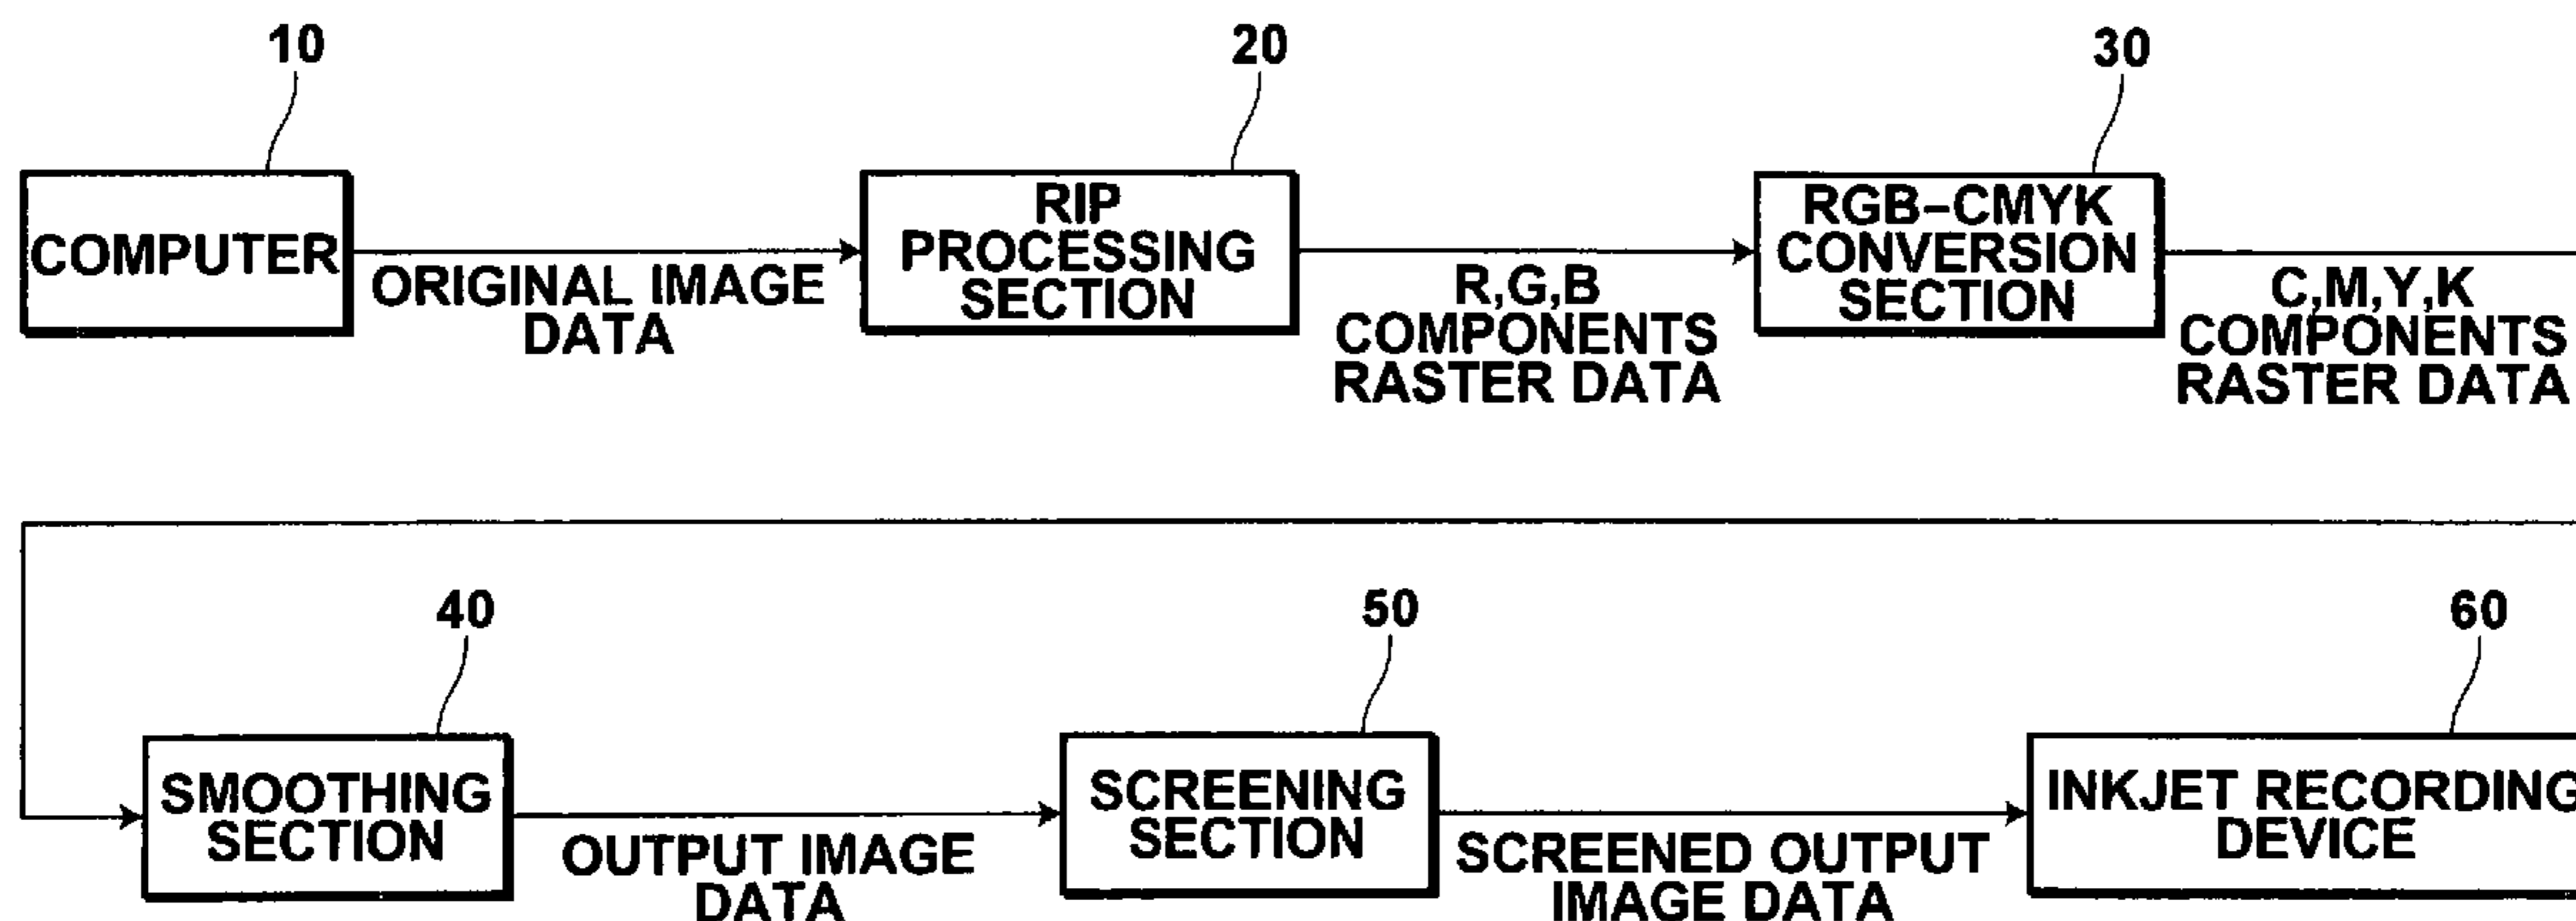 10
20
30
COMPUTER
ORIGINAL IMAGE
DATA
RIP
PROCESSING
SECTION
R,G,B
COMPONENTS
RASTER DATA
RGB-CMYK
CONVERSION
SECTION
C,M,Y,K
COMPONENTS
RASTER DATA
40
50
60
SMOOTHING
SECTION
OUTPUT IMAGE
DATA
SCREENING
SECTION
SCREENED OUTPUT
IMAGE DATA
INKJET RECORDING
DEVICE